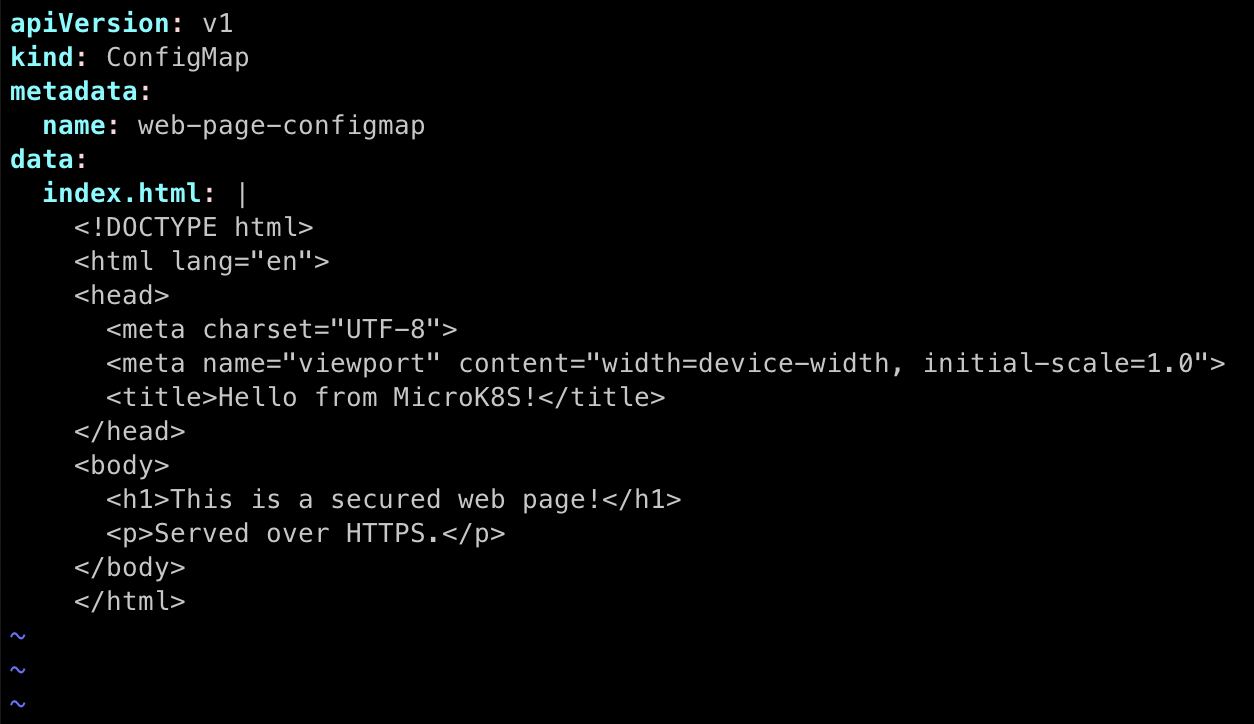 apiVersion: v1
kind: ConfigMap
metadata:
  name: web-page-configmap
data:
  index.html: |
    <!DOCTYPE html>
    <html lang="en">
    <head>
      <meta charset="UTF-8">
      <meta name="viewport" content="width=device-width, initial-scale=1.0">
      <title>Hello from MicroK8S!</title>
    </head>
    <body>
      <h1>This is a secured web page!</h1>
      <p>Served over HTTPS.</p>
    </body>
    </html>
~
~
~